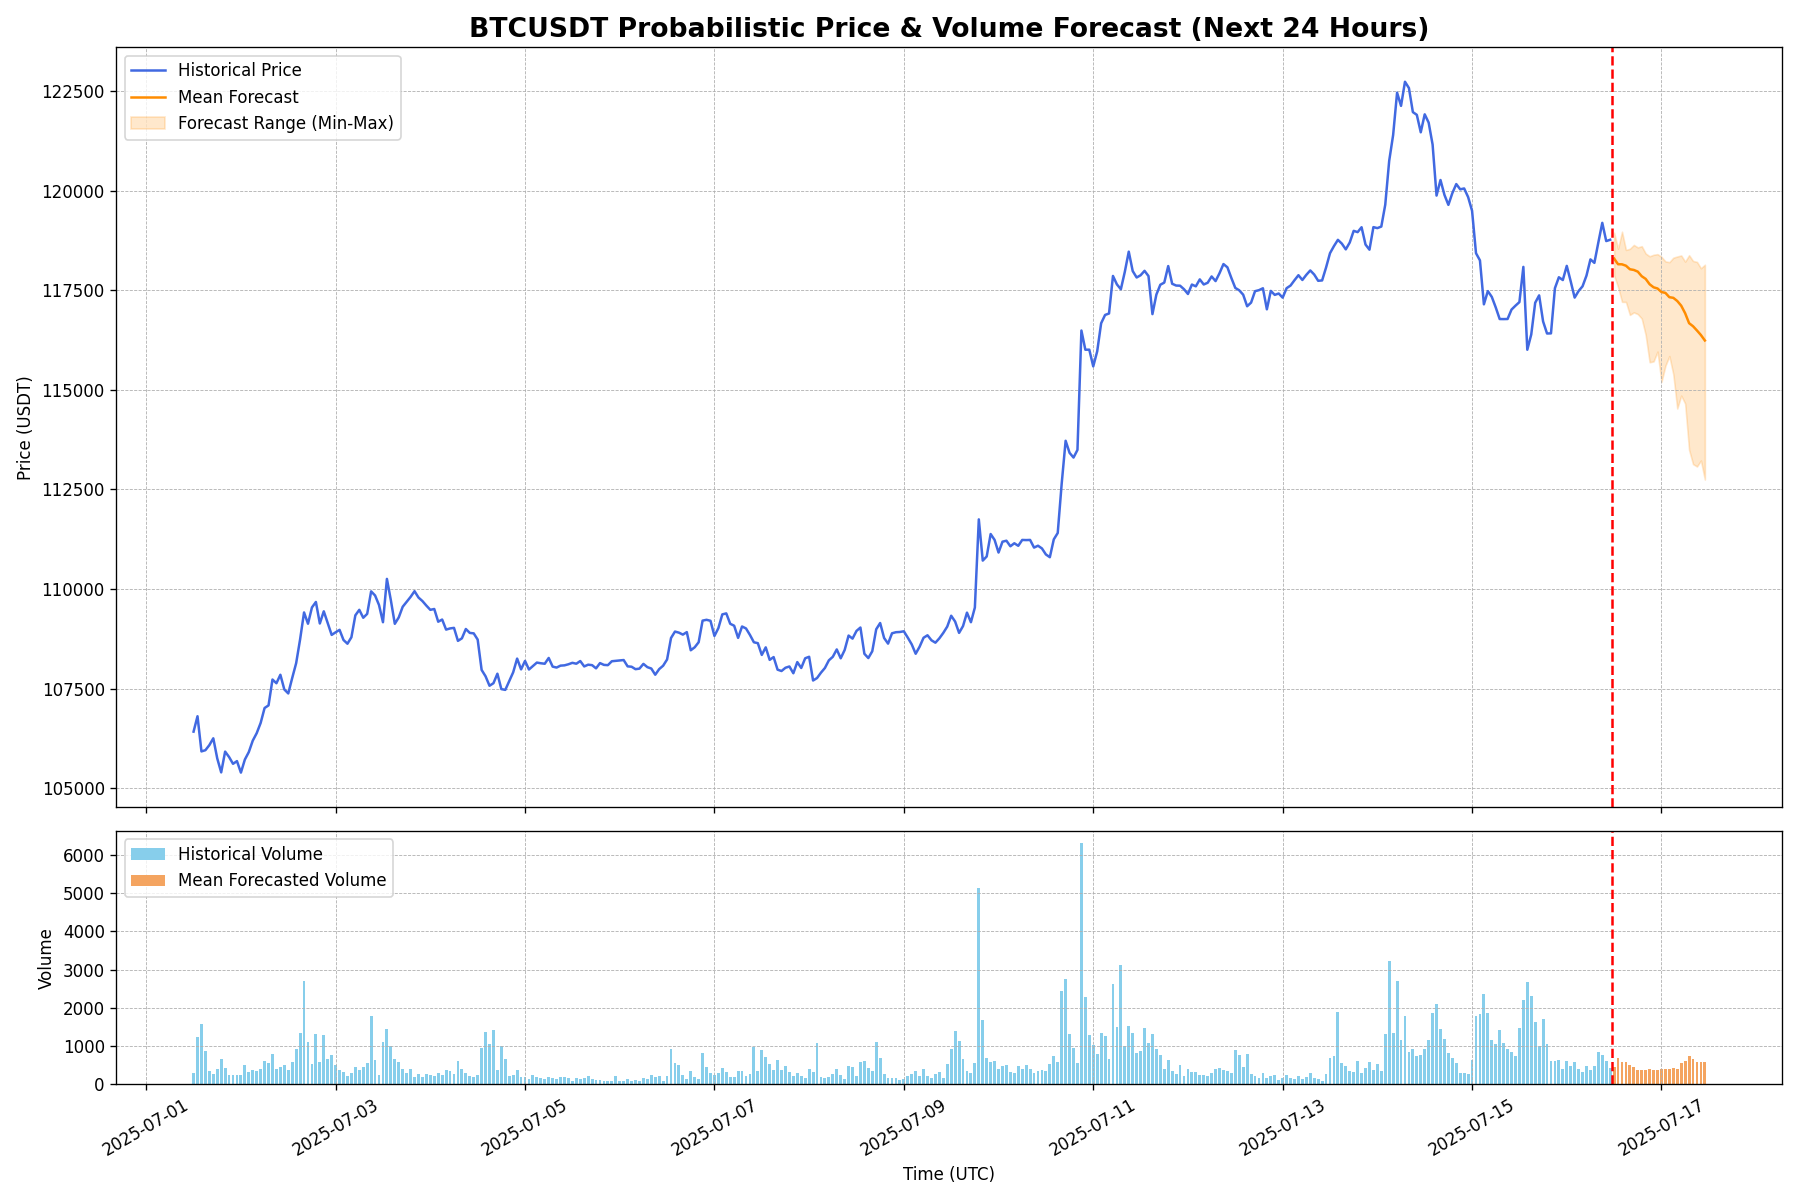 BTCUSDT Probabilistic Price & Volume Forecast (Next 24 Hours)
Historical Price
Mean Forecast
Forecast Range (Min-Max)
122500
120000
117500
115000
112500
110000
107500
105000
Price (USDT)
Historical Volume
Mean Forecasted Volume
6000
5000
4000
3000
2000
1000
0
Volume
2025-07-01
2025-07-03
2025-07-05
2025-07-07
2025-07-09
2025-07-11
2025-07-13
2025-07-15
2025-07-17
Time (UTC)